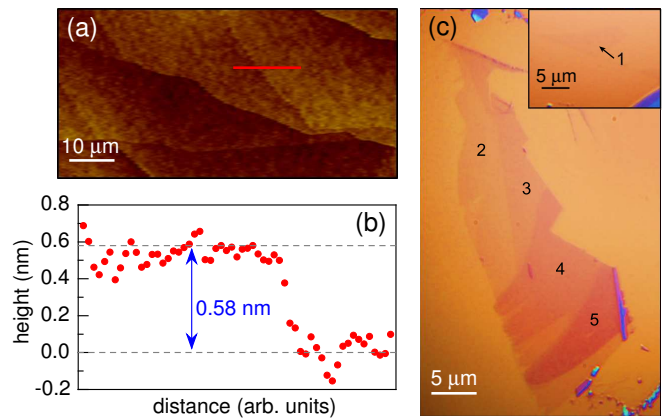 (a)
10 μm
(b)
0.8
0.6
0.4
0.2
0.0
-0.2
height (nm)
0.58 nm
distance (arb. units)
(c)
1
5 μm
2
3
4
5
5 μm